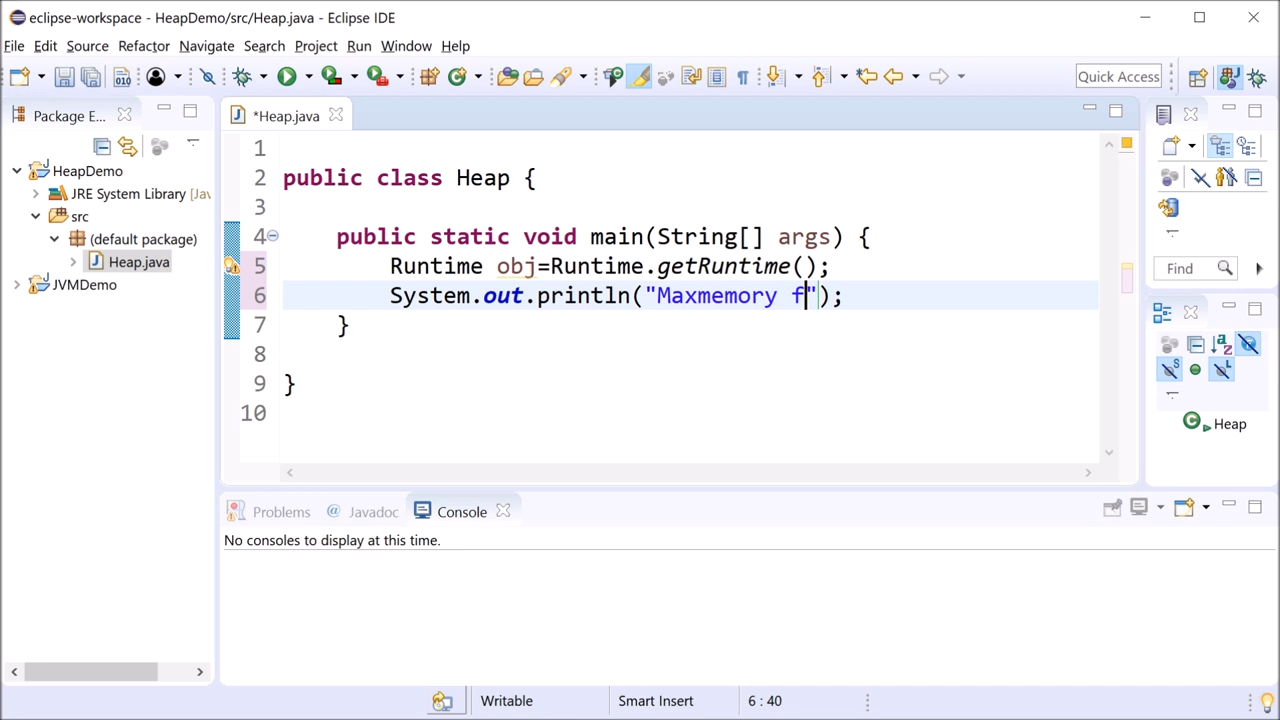 eclipse-workspace - HeapDemo/src/Heap.java - Eclipse IDE
File Edit Source Refactor Navigate Search Project Run Window Help
Quick Access
Package E...
*Heap.java
HeapDemo
JRE System Library [Jav
src
(default package)
Heap.java
JVMDemo
1
2 public class Heap {
3
4 public static void main(String[] args) {
5 Runtime obj=Runtime.getRuntime();
6 System.out.println("Maxmemory f");
7 }
8
9 }
10
Find
Heap
Problems @ Javadoc Console
No consoles to display at this time.
Writable Smart Insert 6 : 40